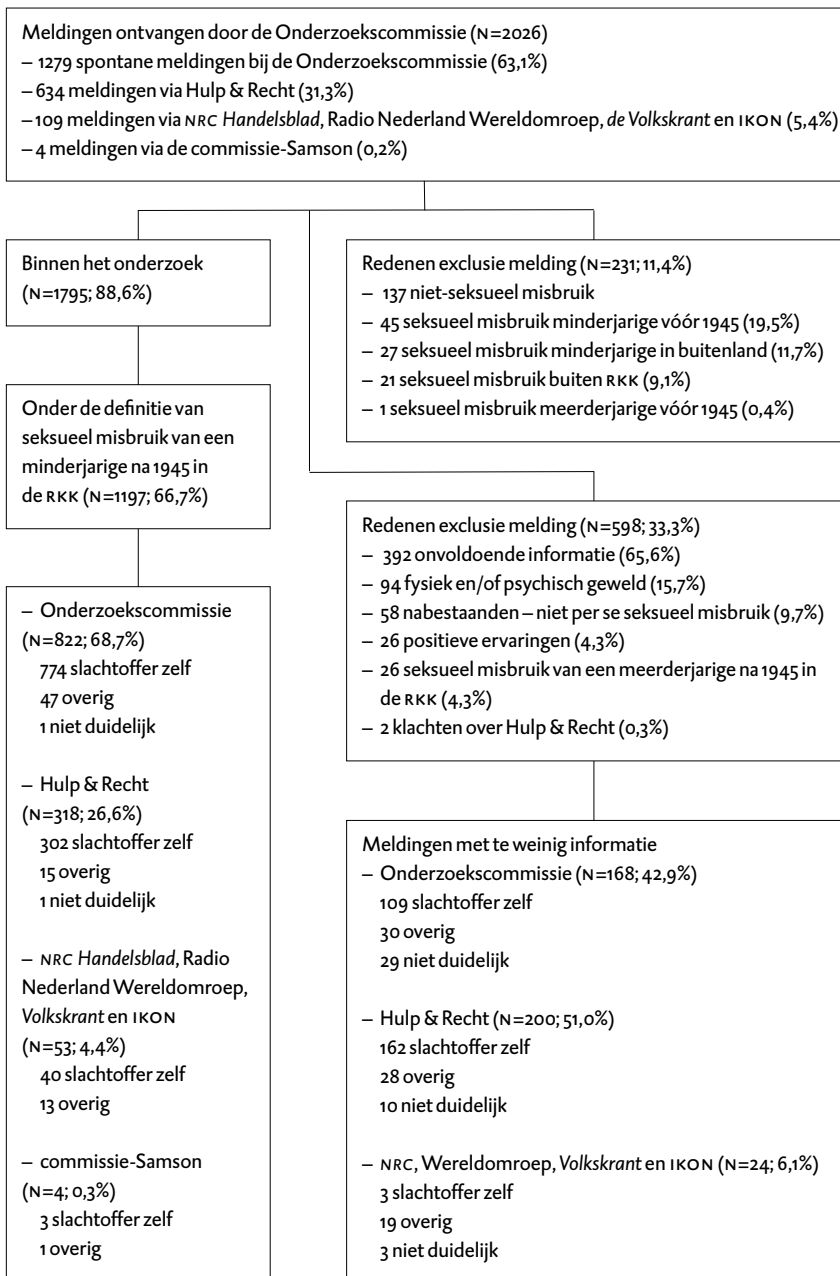 Meldingen ontvangen door de Onderzoekscommissie (N=2026)
– 1279 spontane meldingen bij de Onderzoekscommissie (63,1%)
– 634 meldingen via Hulp & Recht (31,3%)
– 109 meldingen via NRC Handelsblad, Radio Nederland Wereldomroep, de Volkskrant en IKON (5,4%)
– 4 meldingen via de commissie-Samson (0,2%)
Binnen het onderzoek
(N=1795; 88,6%)
Redenen exclusie melding (N=231; 11,4%)
– 137 niet-seksueel misbruik
– 45 seksueel misbruik minderjarige vóór 1945 (19,5%)
– 27 seksueel misbruik minderjarige in buitenland (11,7%)
– 21 seksueel misbruik buiten RKK (9,1%)
– 1 seksueel misbruik meerderjarige vóór 1945 (0,4%)
Onder de definitie van
seksueel misbruik van een
minderjarige na 1945 in
de RKK (N=1197; 66,7%)
Redenen exclusie melding (N=598; 33,3%)
– 392 onvoldoende informatie (65,6%)
– 94 fysiek en/of psychisch geweld (15,7%)
– 58 nabestaanden – niet per se seksueel misbruik (9,7%)
– 26 positieve ervaringen (4,3%)
– 26 seksueel misbruik van een meerderjarige na 1945 in
de RKK (4,3%)
– 2 klachten over Hulp & Recht (0,3%)
– Onderzoekscommissie
(N=822; 68,7%)
774 slachtoffer zelf
47 overig
1 niet duidelijk
– Hulp & Recht
(N=318; 26,6%)
302 slachtoffer zelf
15 overig
1 niet duidelijk
– NRC Handelsblad, Radio
Nederland Wereldomroep,
Volkskrant en IKON
(N=53; 4,4%)
40 slachtoffer zelf
13 overig
– commissie-Samson
(N=4; 0,3%)
3 slachtoffer zelf
1 overig
Meldingen met te weinig informatie
– Onderzoekscommissie (N=168; 42,9%)
109 slachtoffer zelf
30 overig
29 niet duidelijk
– Hulp & Recht (N=200; 51,0%)
162 slachtoffer zelf
28 overig
10 niet duidelijk
– NRC, Wereldomroep, Volkskrant en IKON (N=24; 6,1%)
3 slachtoffer zelf
19 overig
3 niet duidelijk